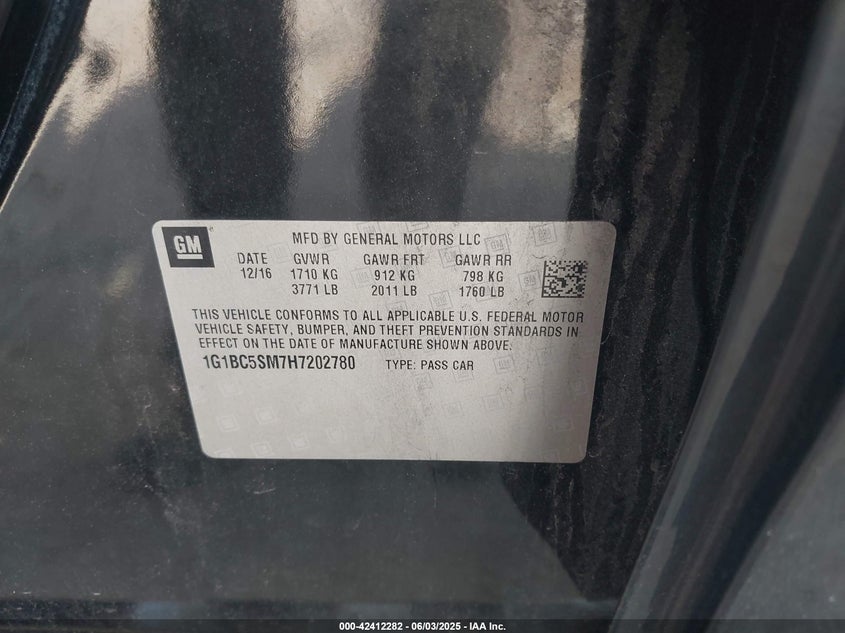 GM
MFD BY GENERAL MOTORS LLC
DATE GVWR GAWR FRT GAWR RR
12/16 1710 KG 912 KG 798 KG
3771 LB 2011 LB 1760 LB
THIS VEHICLE CONFORMS TO ALL APPLICABLE U.S. FEDERAL MOTOR
VEHICLE SAFETY, BUMPER, AND THEFT PREVENTION STANDARDS IN
EFFECT ON THE DATE OF MANUFACTURE SHOWN ABOVE.
1G1BC5SM7H7202780 TYPE: PASS CAR
000-42412282 - 06/03/2025 - IAA Inc.